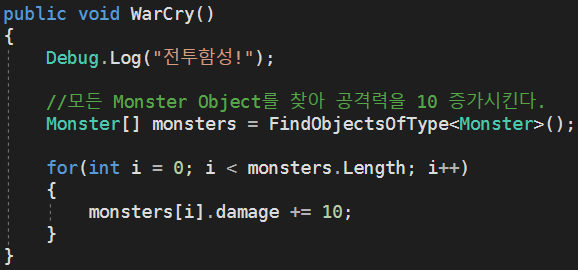 public void WarCry()
{
    Debug.Log("전투함성!");

    //모든 Monster Object를 찾아 공격력을 10 증가시킨다.
    Monster[] monsters = FindObjectsOfType<Monster>();

    for(int i = 0; i < monsters.Length; i++)
    {
        monsters[i].damage += 10;
    }
}